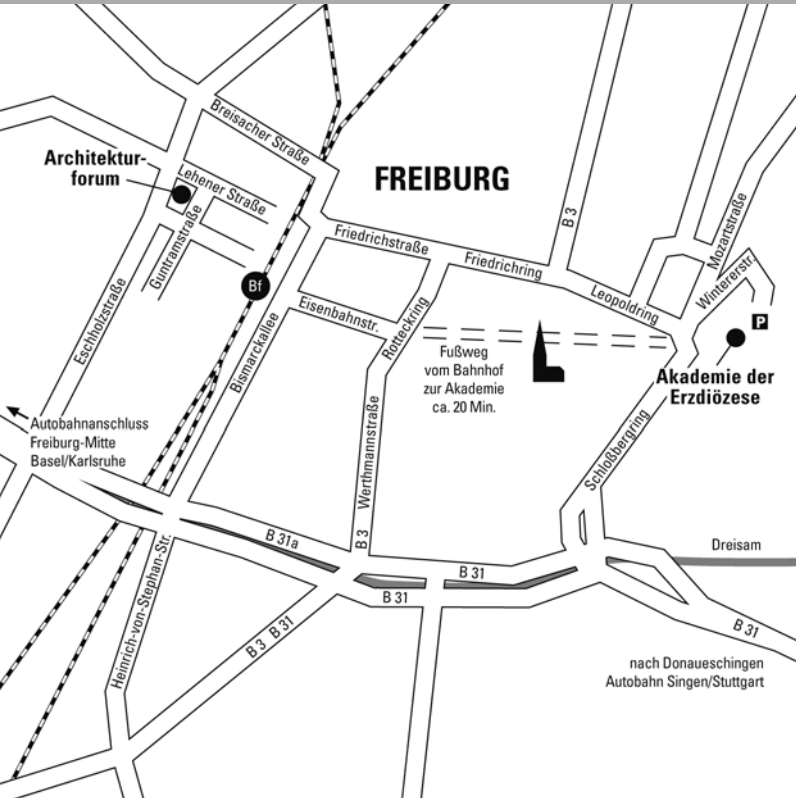 Breisacher Straße
Architektur-
forum
Lehener Straße
FREIBURG
B 3
Mozartstraße
Guntramstraße
Friedrichstraße
Friedrichring
Leopoldring
Wintererstr.
Bf
Eisenbahnstr.
Rotteckring
P
Eschholzstraße
Bismarckallee
Fußweg
vom Bahnhof
zur Akademie
ca. 20 Min.
Akademie der
Erzdiözese
Autobahnanschluss
Freiburg-Mitte
Basel/Karlsruhe
Werthmannstraße
B 3
Schloßbergring
B 31a
B 31
Dreisam
Heinrich-von-Stephan-Str.
B 31
B 3 B 31
B 31
nach Donaueschingen
Autobahn Singen/Stuttgart